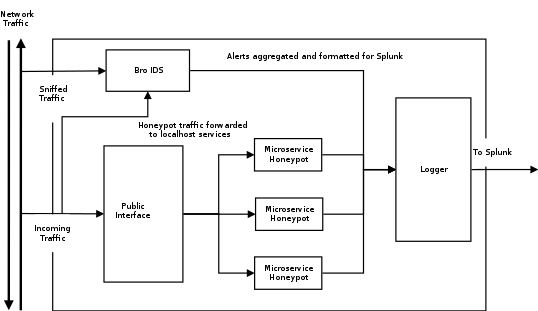 Network
Traffic
Alerts aggregated and formatted for Splunk
Bro IDS
Sniffed
Traffic
Honeypot traffic forwarded
to localhost services
Microservice
Honeypot
To Splunk
Logger
Public
Interface
Microservice
Honeypot
Incoming
Traffic
Microservice
Honeypot